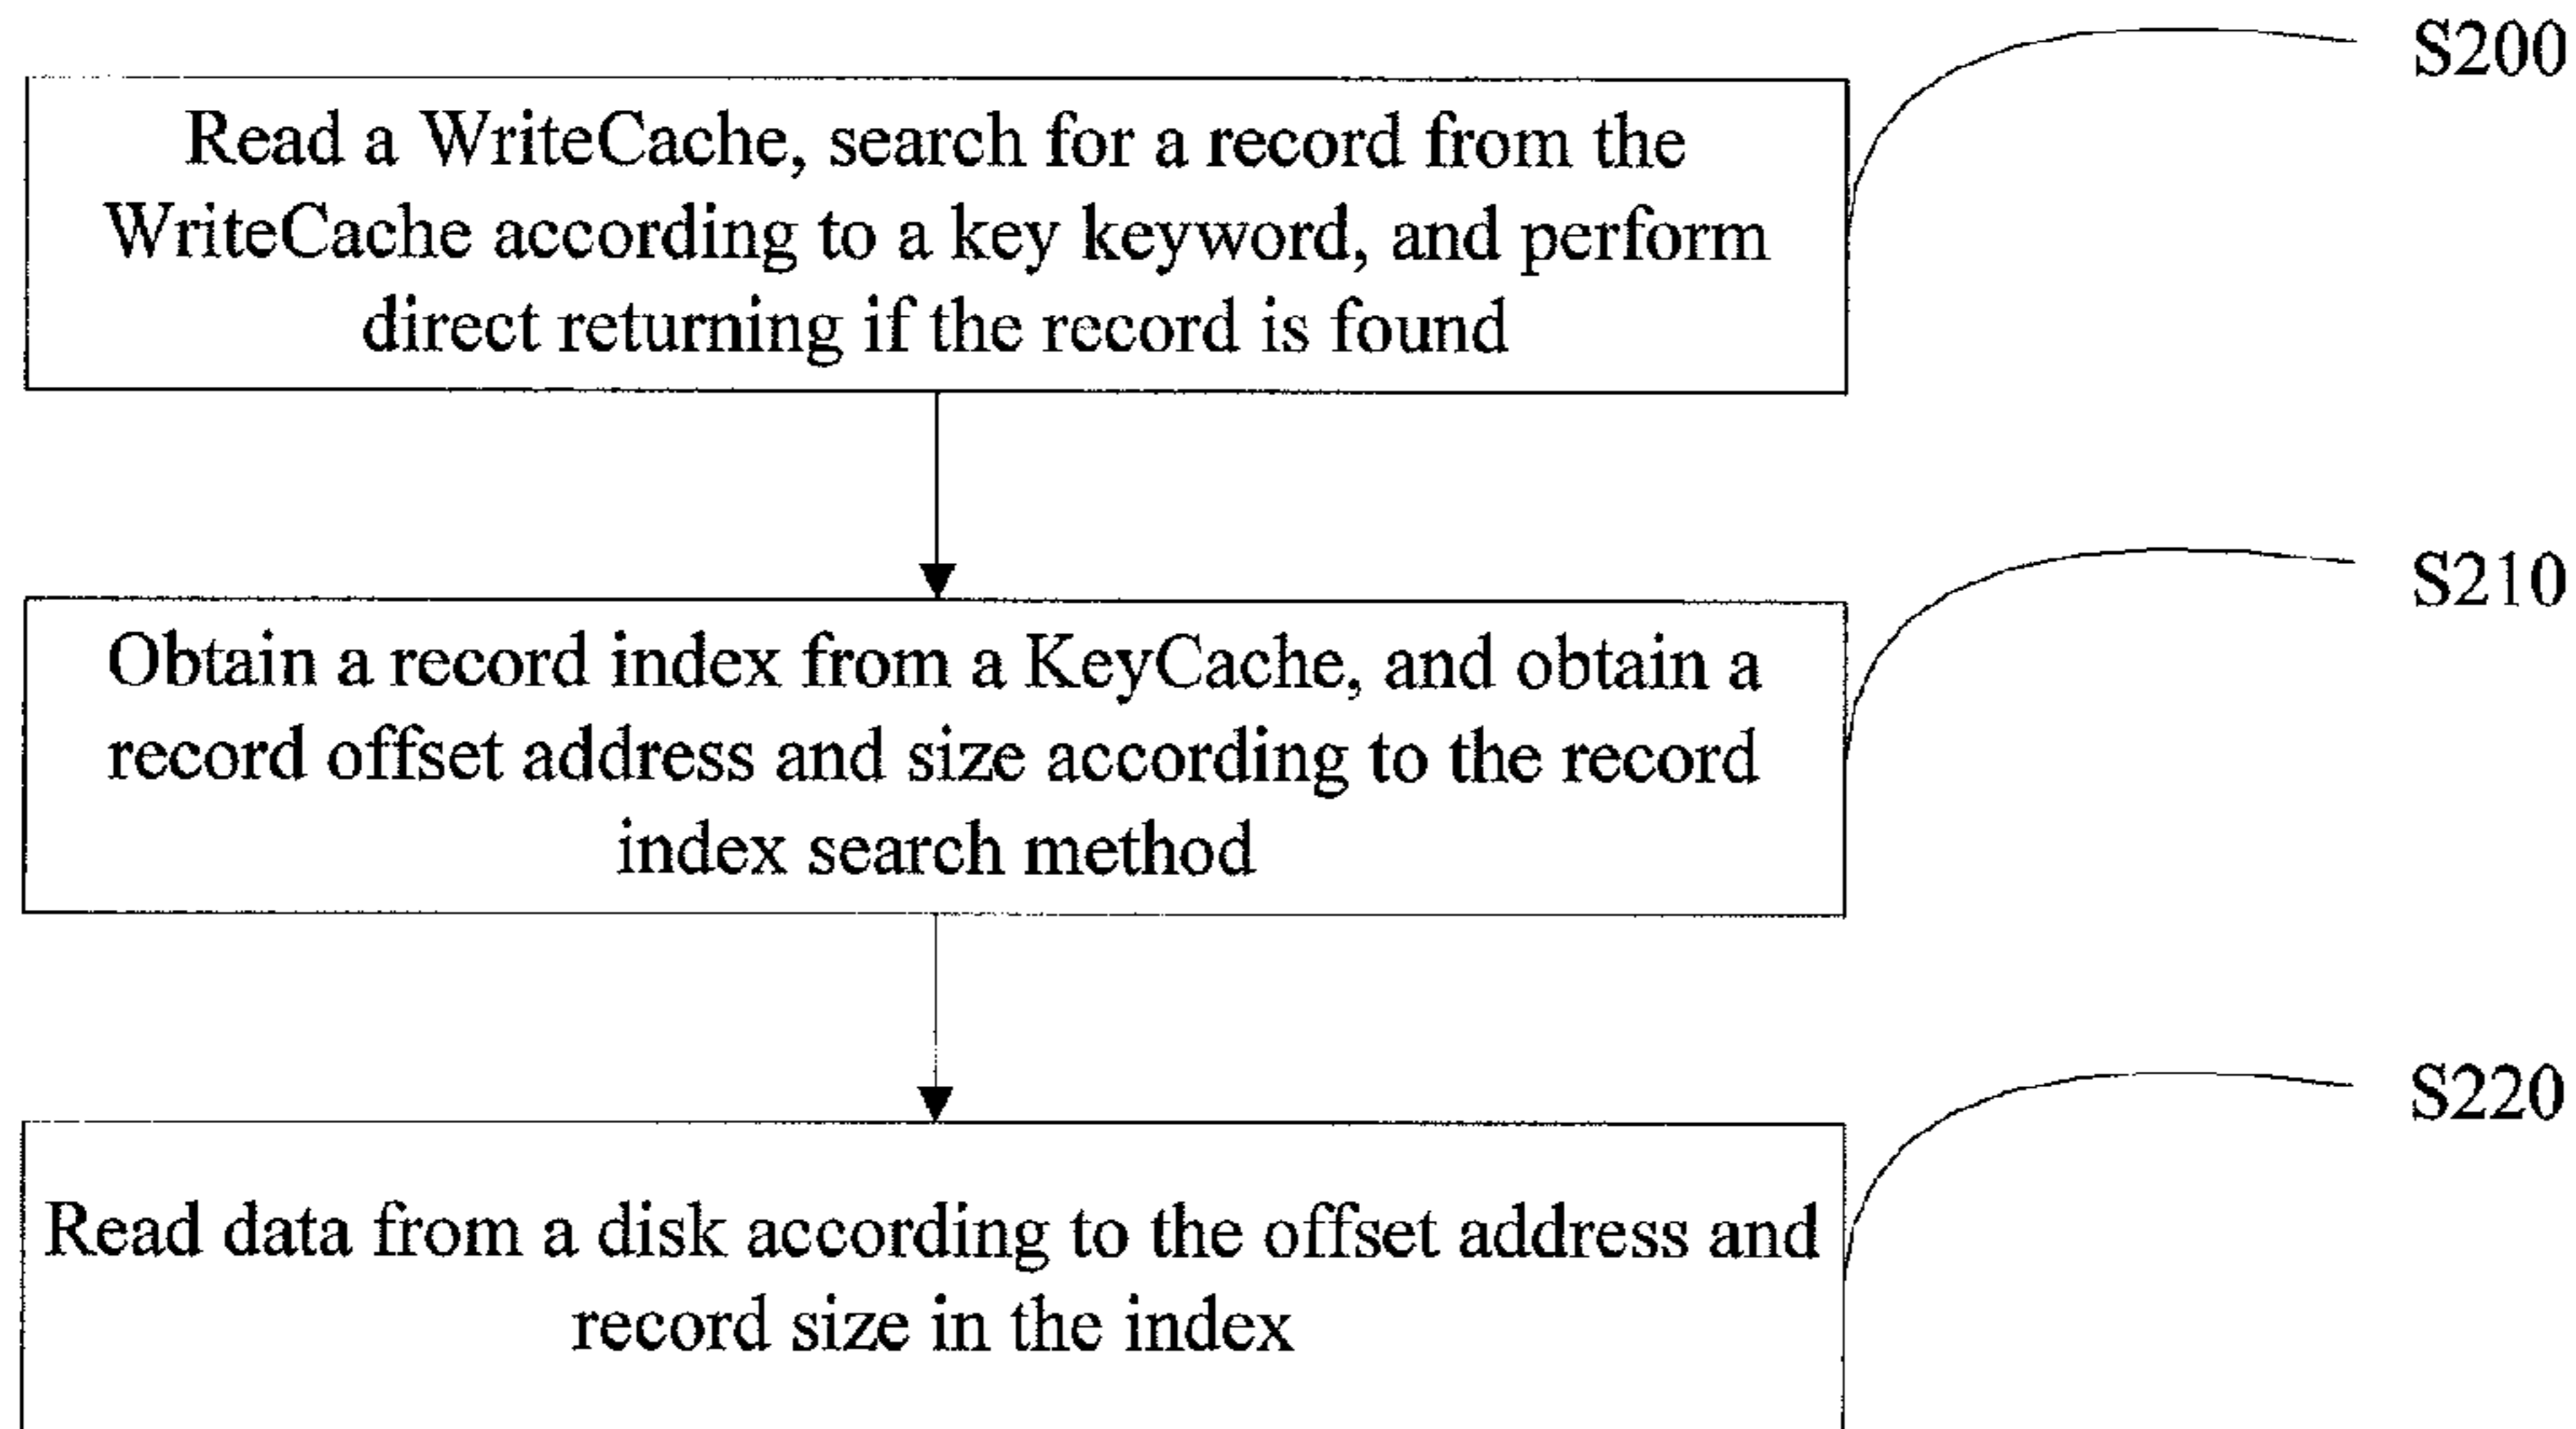 S200
Read a WriteCache, search for a record from the
WriteCache according to a key keyword, and perform
direct returning if the record is found
S210
Obtain a record index from a KeyCache, and obtain a
record offset address and size according to the record
index search method
S220
Read data from a disk according to the offset address and
record size in the index